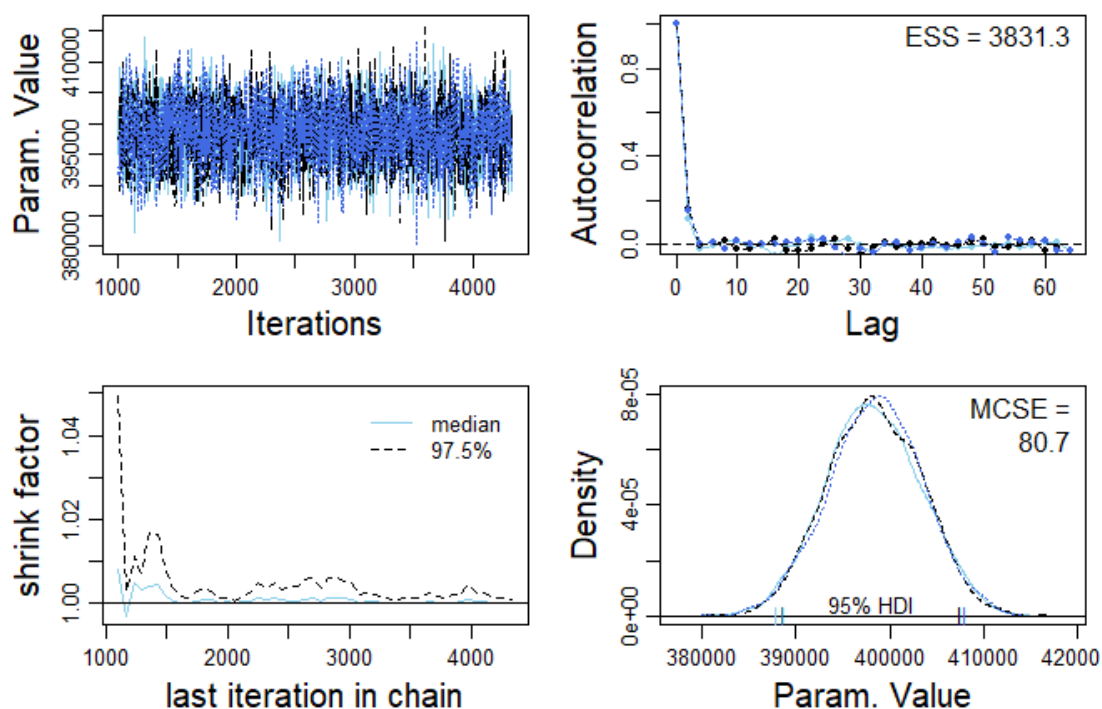 Param. Value
380000
395000
410000
1000
2000
3000
4000
Iterations
Autocorrelation
0.0
0.4
0.8
ESS = 3831.3
0
10
20
30
40
50
60
Lag
shrink factor
1.00
1.02
1.04
median
97.5%
1000
2000
3000
4000
last iteration in chain
Density
0e+00
4e-05
8e-05
MCSE =
80.7
95% HDI
380000
390000
400000
410000
42000
Param. Value